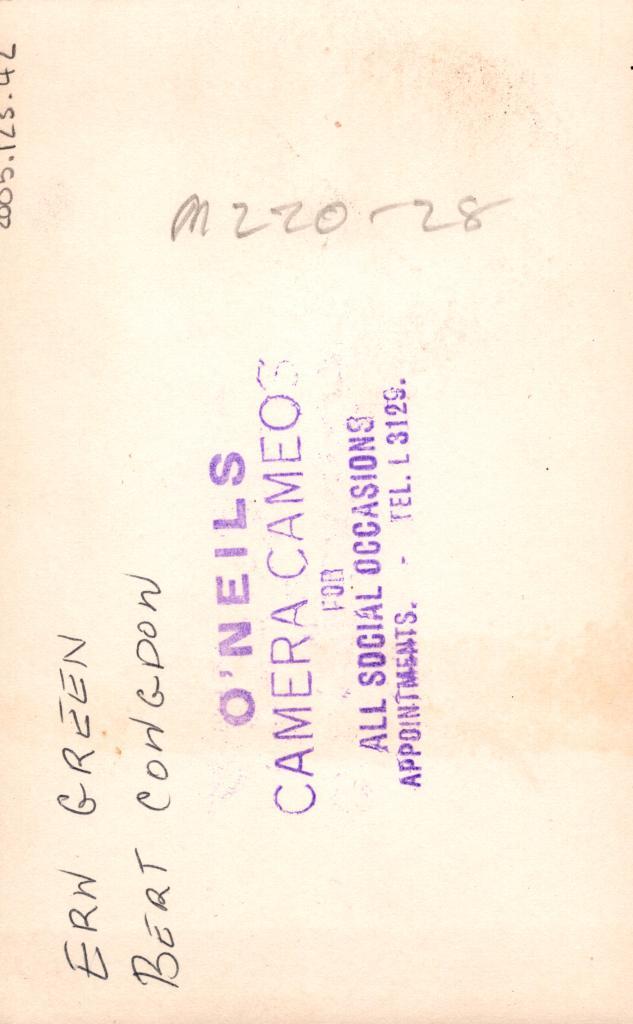 2005.123.42
ERN GREEN
BERT CONGDON
M220-28
O'NEILS
CAMERA CAMEOS
FOR
ALL SOCIAL OCCASIONS
APPOINTMENTS. - TEL. L 3129.